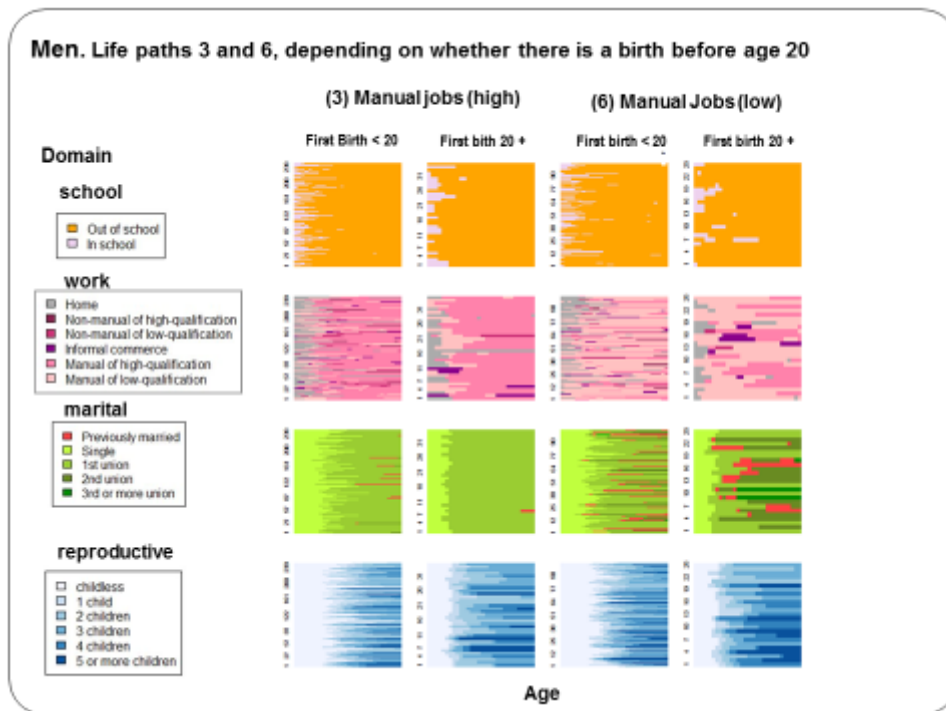 Men. Life paths 3 and 6, depending on whether there is a birth before age 20
(3) Manual jobs (high)
(6) Manual Jobs (low)
First Birth < 20
First bith 20 +
First birth < 20
First birth 20 +
Domain
school
Out of school
In school
work
Home
Non-manual of high-qualification
Non-manual of low-qualification
Informal commerce
Manual of high-qualification
Manual of low-qualification
marital
Previously married
Single
1st union
2nd union
3rd or more union
reproductive
childless
1 child
2 children
3 children
4 children
5 or more children
Age